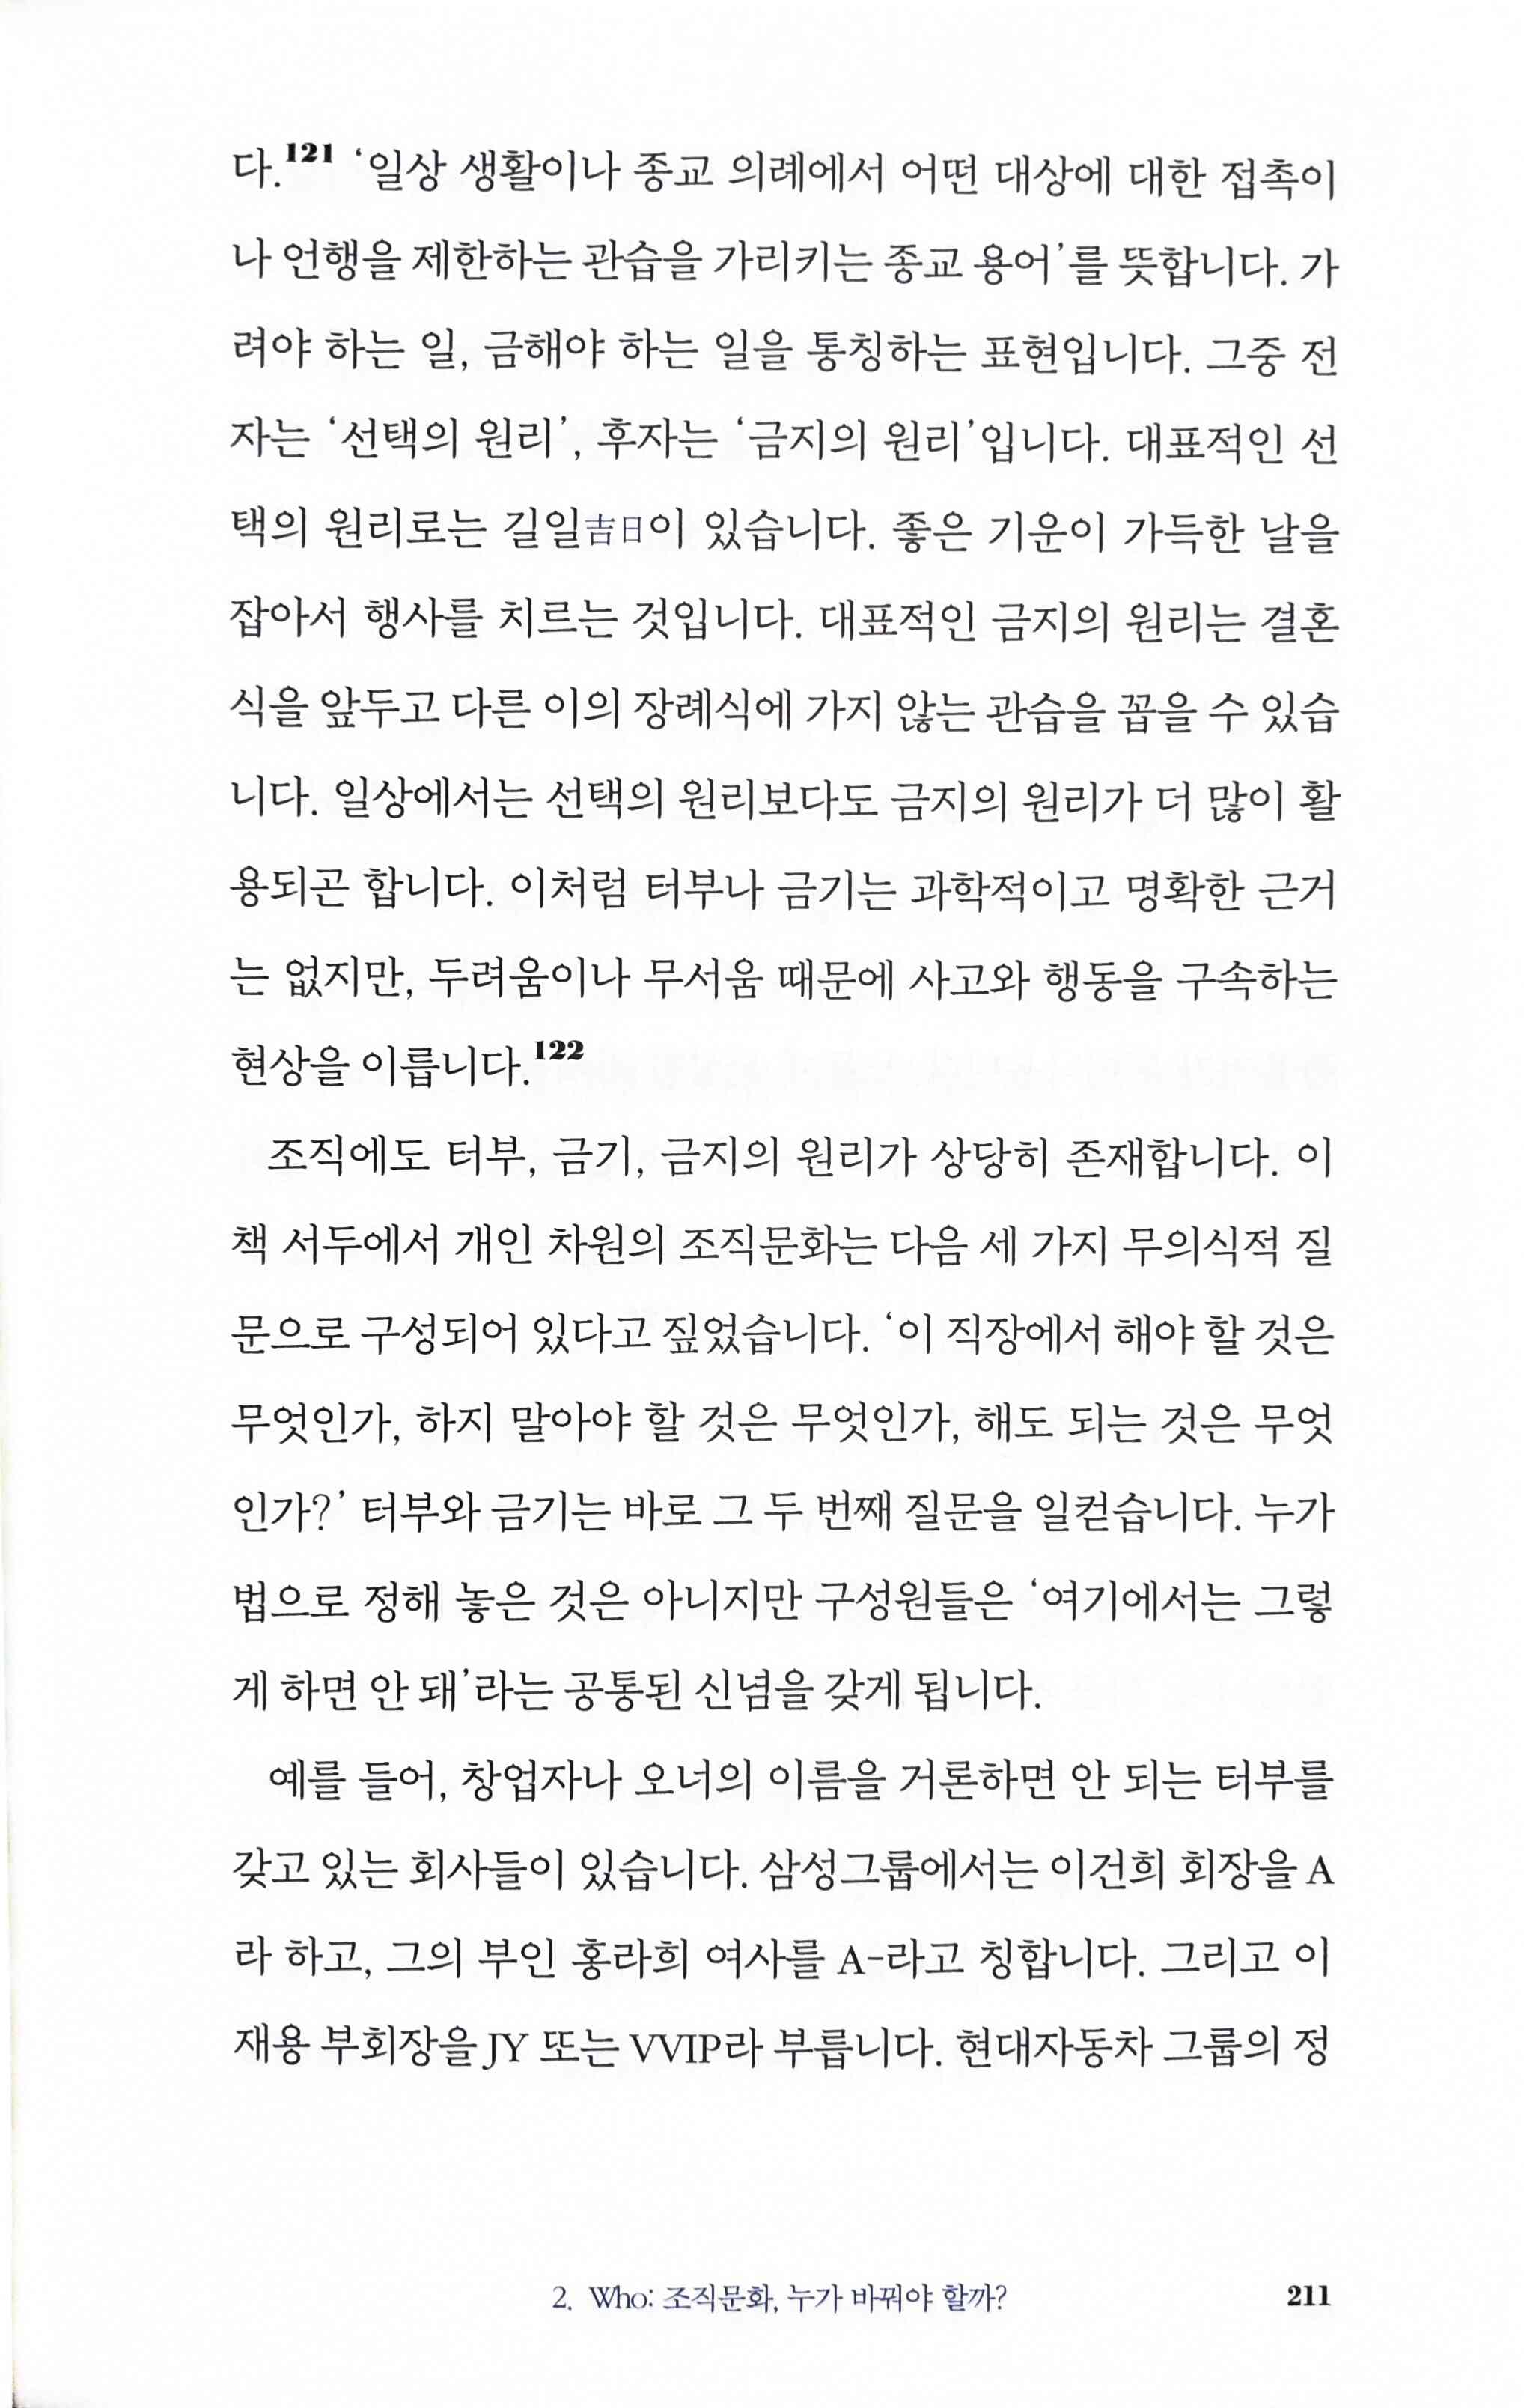 다.121 ‘일상 생활이나 종교 의례에서 어떤 대상에 대한 접촉이
나 언행을 제한하는 관습을 가리키는 종교 용어’를 뜻합니다. 가
려야 하는 일, 금해야 하는 일을 통칭하는 표현입니다. 그중 전
자는 ‘선택의 원리’, 후자는 ‘금지의 원리’입니다. 대표적인 선
택의 원리로는 길일吉日이 있습니다. 좋은 기운이 가득한 날을
잡아서 행사를 치르는 것입니다. 대표적인 금지의 원리는 결혼
식을 앞두고 다른 이의 장례식에 가지 않는 관습을 꼽을 수 있습
니다. 일상에서는 선택의 원리보다도 금지의 원리가 더 많이 활
용되곤 합니다. 이처럼 터부나 금기는 과학적이고 명확한 근거
는 없지만, 두려움이나 무서움 때문에 사고와 행동을 구속하는
현상을 이릅니다.122
조직에도 터부, 금기, 금지의 원리가 상당히 존재합니다. 이
책 서두에서 개인 차원의 조직문화는 다음 세 가지 무의식적 질
문으로 구성되어 있다고 짚었습니다. ‘이 직장에서 해야 할 것은
무엇인가, 하지 말아야 할 것은 무엇인가, 해도 되는 것은 무엇
인가?’ 터부와 금기는 바로 그 두 번째 질문을 일컫습니다. 누가
법으로 정해 놓은 것은 아니지만 구성원들은 ‘여기에서는 그렇
게 하면 안 돼’라는 공통된 신념을 갖게 됩니다.
예를 들어, 창업자나 오너의 이름을 거론하면 안 되는 터부를
갖고 있는 회사들이 있습니다. 삼성그룹에서는 이건희 회장을 A
라 하고, 그의 부인 홍라희 여사를 A-라고 칭합니다. 그리고 이
재용 부회장을 JY 또는 VVIP라 부릅니다. 현대자동차 그룹의 정
2. Who: 조직문화, 누가 바꿔야 할까?
211